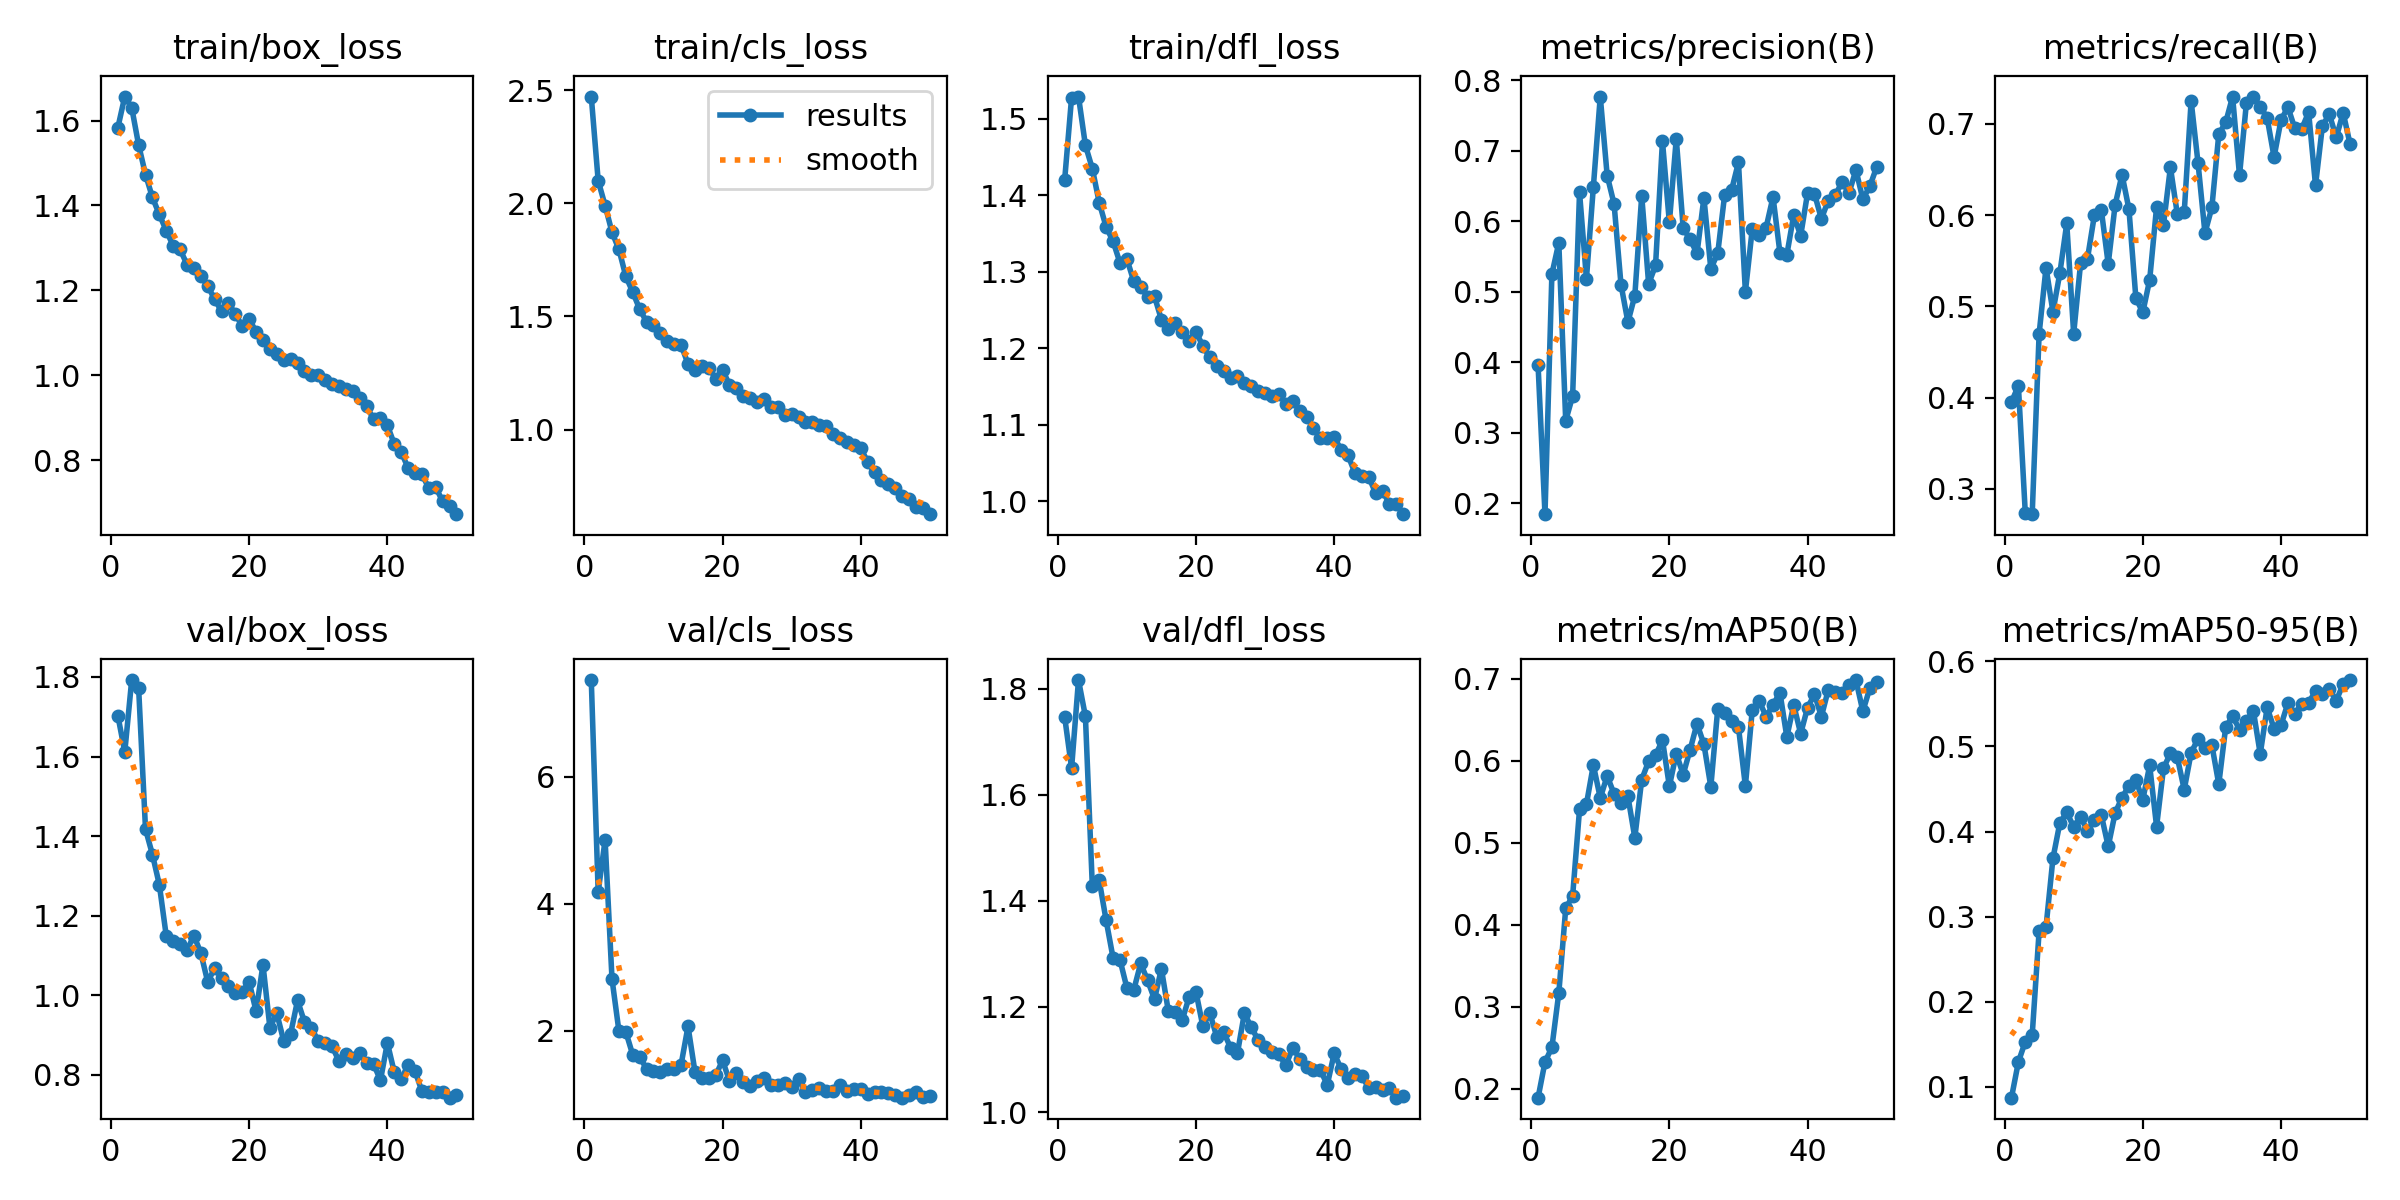 train/box_loss
1.6
1.4
1.2
1.0
0.8
0 20 40
train/cls_loss
2.5
2.0
1.5
1.0
results
smooth
0 20 40
train/dfl_loss
1.5
1.4
1.3
1.2
1.1
1.0
0 20 40
metrics/precision(B)
0.8
0.7
0.6
0.5
0.4
0.3
0.2
0 20 40
metrics/recall(B)
0.7
0.6
0.5
0.4
0.3
0 20 40
val/box_loss
1.8
1.6
1.4
1.2
1.0
0.8
0 20 40
val/cls_loss
6
4
2
0 20 40
val/dfl_loss
1.8
1.6
1.4
1.2
1.0
0 20 40
metrics/mAP50(B)
0.7
0.6
0.5
0.4
0.3
0.2
0 20 40
metrics/mAP50-95(B)
0.6
0.5
0.4
0.3
0.2
0.1
0 20 40